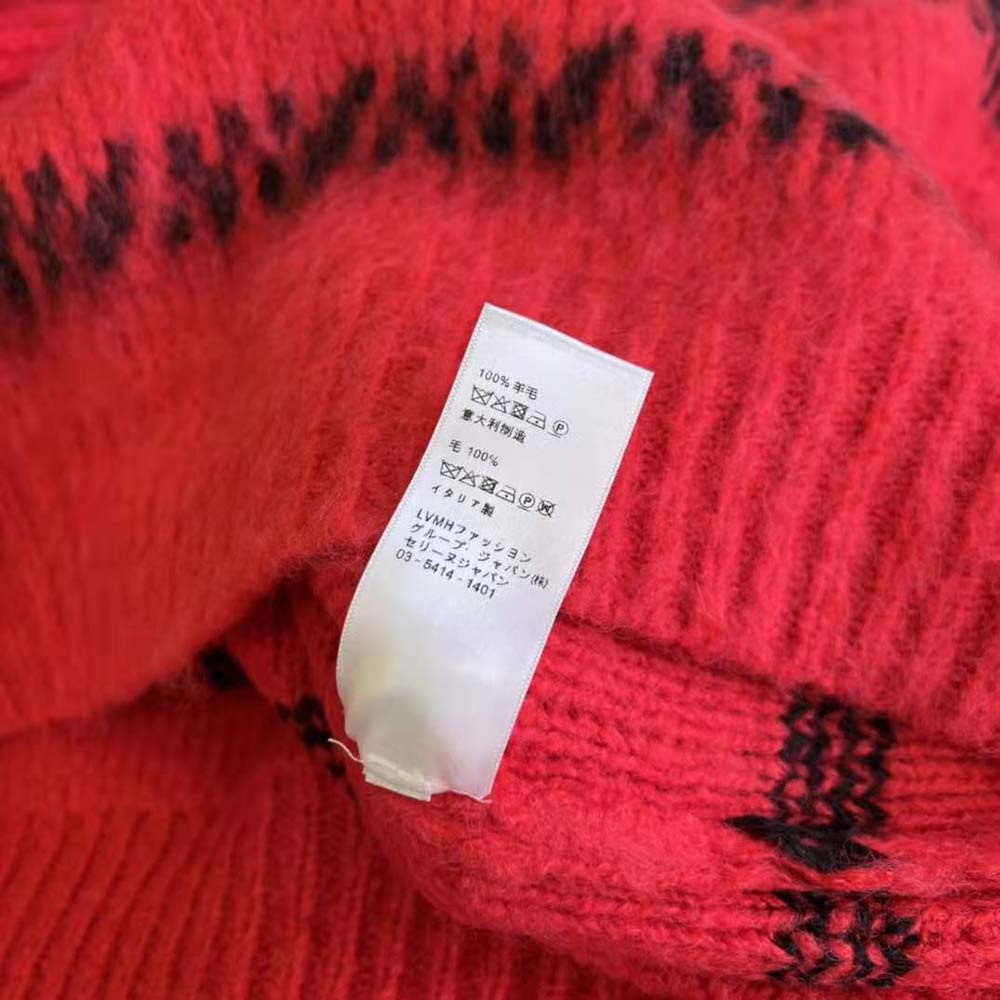 100% 羊毛
P
意大利制造
毛 100%
P W
イタリア製
LVMHファッション
グループ. ジャパン(株)
セリーヌジャパン
03-5414-1401